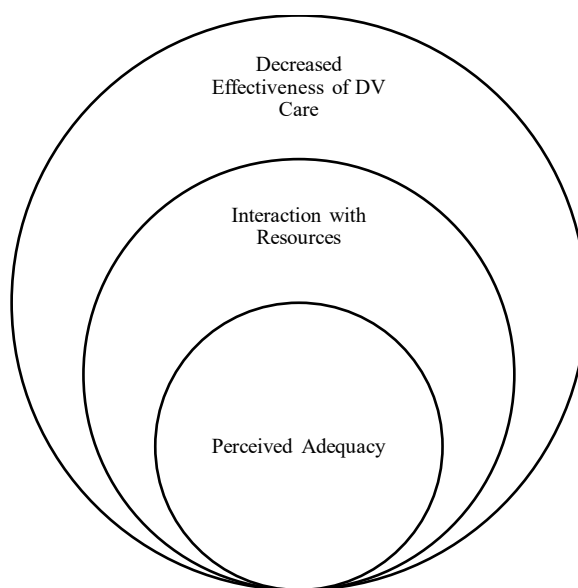 Decreased
Effectiveness of DV
Care
Interaction with
Resources
Perceived Adequacy